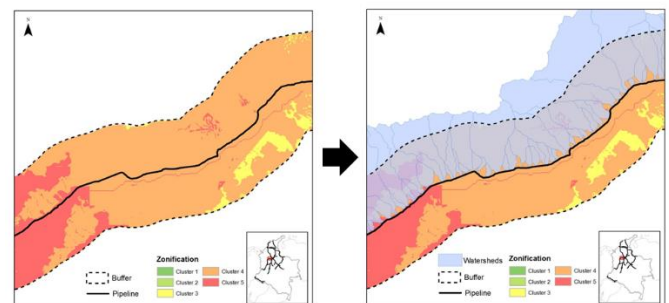 N
Buffer
Pipeline
Zonification
Cluster 1
Cluster 2
Cluster 3
Cluster 4
Cluster 5
N
Watersheds
Buffer
Pipeline
Zonification
Cluster 1
Cluster 2
Cluster 3
Cluster 4
Cluster 5